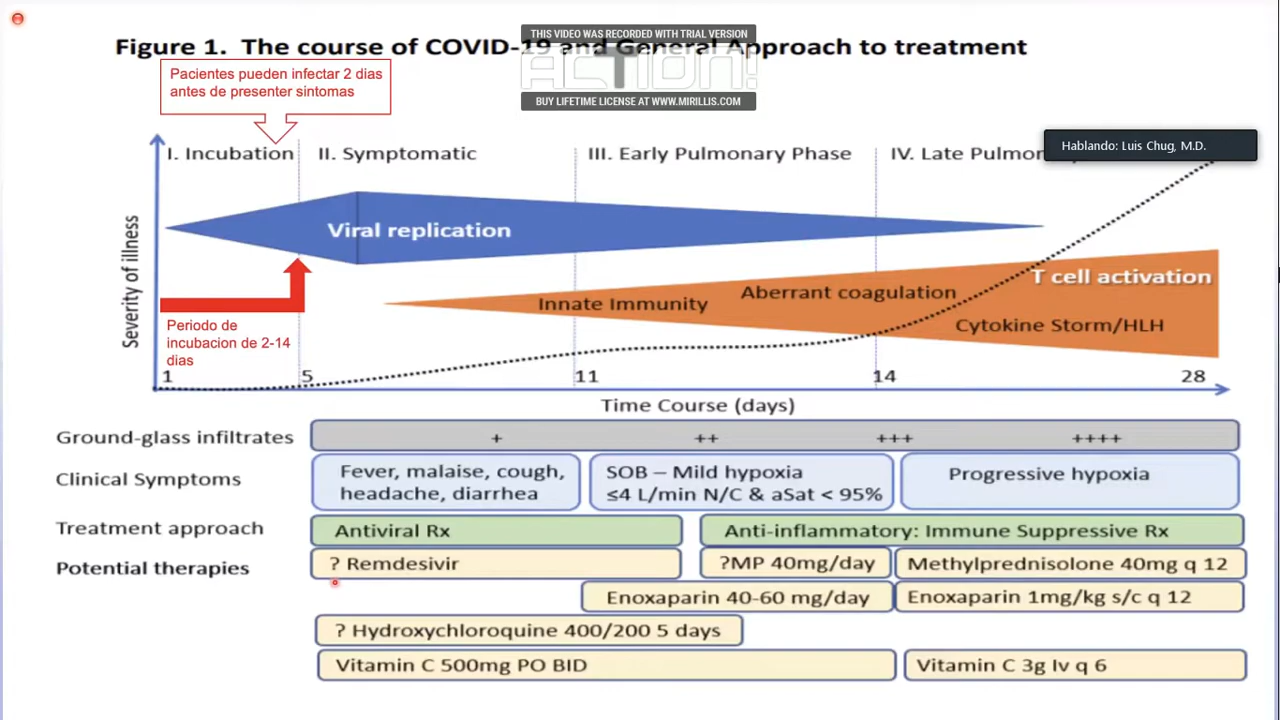 THIS VIDEO WAS RECORDED WITH TRIAL VERSION
Figure 1. The course of COVID-19 and General Approach to treatment
ACTION!
BUY LIFETIME LICENSE AT WWW.MIRILLIS.COM
Pacientes pueden infectar 2 dias
antes de presenter sintomas
Hablando: Luis Chug, M.D.
I. Incubation
II. Symptomatic
III. Early Pulmonary Phase
IV. Late Pulmon
Severity of illness
Viral replication
T cell activation
Innate Immunity
Aberrant coagulation
Cytokine Storm/HLH
Periodo de
incubacion de 2-14
dias
1 5 11 14 28
Time Course (days)
Ground-glass infiltrates + ++ +++ ++++
Clinical Symptoms
Fever, malaise, cough,
headache, diarrhea
SOB – Mild hypoxia
≤4 L/min N/C & aSat < 95%
Progressive hypoxia
Treatment approach
Antiviral Rx
Anti-inflammatory: Immune Suppressive Rx
Potential therapies
? Remdesivir
?MP 40mg/day
Methylprednisolone 40mg q 12
Enoxaparin 40-60 mg/day
Enoxaparin 1mg/kg s/c q 12
? Hydroxychloroquine 400/200 5 days
Vitamin C 500mg PO BID
Vitamin C 3g Iv q 6